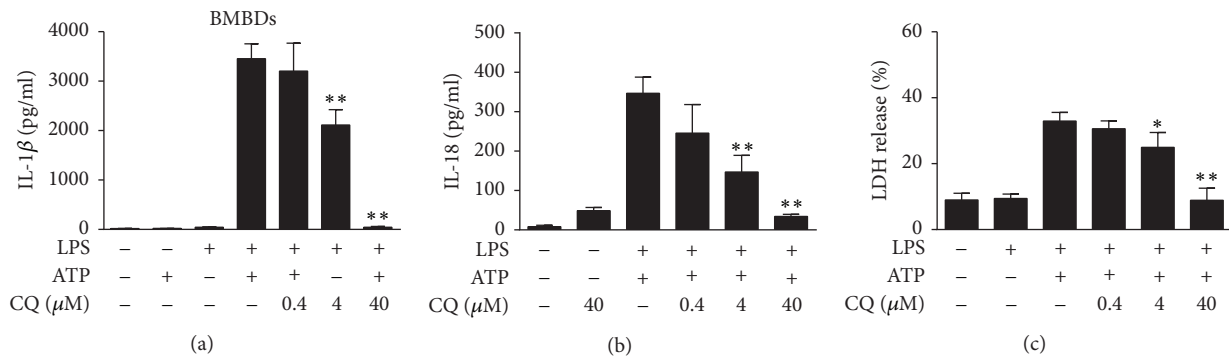 BMBDs
IL-1β (pg/ml)
4000
3000
2000
1000
0
**
**
LPS – – + + + + +
ATP – + – + + – +
CQ (μM) – – – – 0.4 4 40
(a)
IL-18 (pg/ml)
500
400
300
200
100
0
**
**
LPS – – + + + +
ATP – – + + + +
CQ (μM) – 40 – 0.4 4 40
(b)
LDH release (%)
60
40
20
0
*
**
LPS – + + + + +
ATP – – + + + +
CQ (μM) – – – 0.4 4 40
(c)